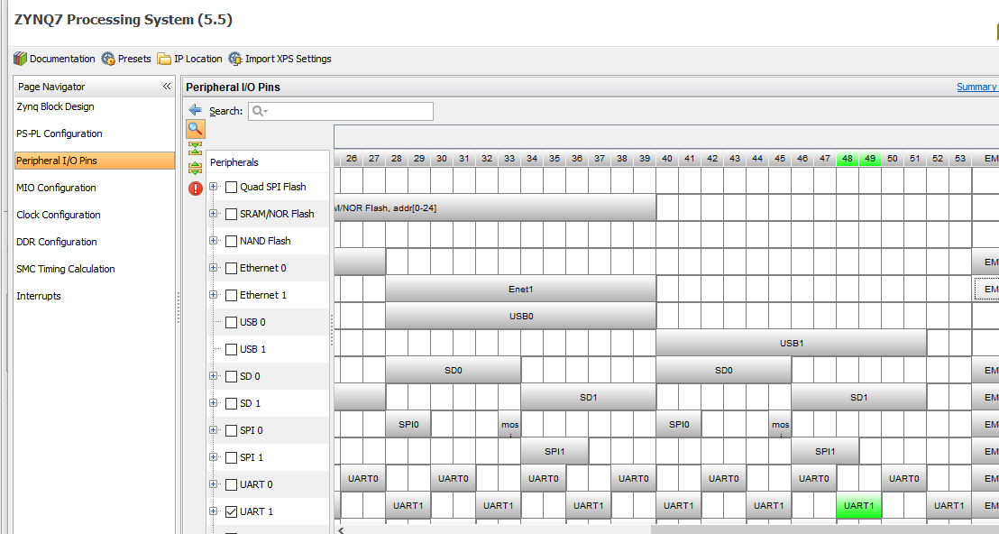 ZYNQ7 Processing System (5.5)
Documentation Presets IP Location Import XPS Settings
Page Navigator «
Zynq Block Design
PS-PL Configuration
Peripheral I/O Pins
MIO Configuration
Clock Configuration
DDR Configuration
SMC Timing Calculation
Interrupts
Peripheral I/O Pins Summary
Search:
Peripherals 26 27 28 29 30 31 32 33 34 35 36 37 38 39 40 41 42 43 44 45 46 47 48 49 50 51 52 53 EM
Quad SPI Flash
SRAM/NOR Flash M/NOR Flash, addr[0-24]
NAND Flash
Ethernet 0 EM
Ethernet 1 Enet1 EM
USB 0 USB0
USB 1 USB1
SD 0 SD0 SD0 EM
SD 1 SD1 SD1 EM
SPI 0 SPI0 mosi SPI0 mosi EM
SPI 1 SPI1 SPI1 EM
UART 0 UART0 UART0 UART0 UART0 UART0 UART0 UART0 EM
UART 1 UART1 UART1 UART1 UART1 UART1 UART1 UART1 EM